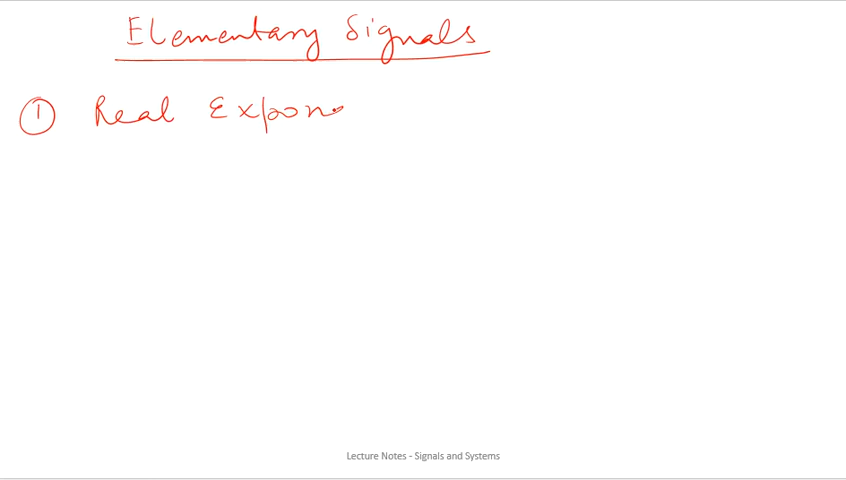 Elementary Signals
① Real Expon
Lecture Notes - Signals and Systems